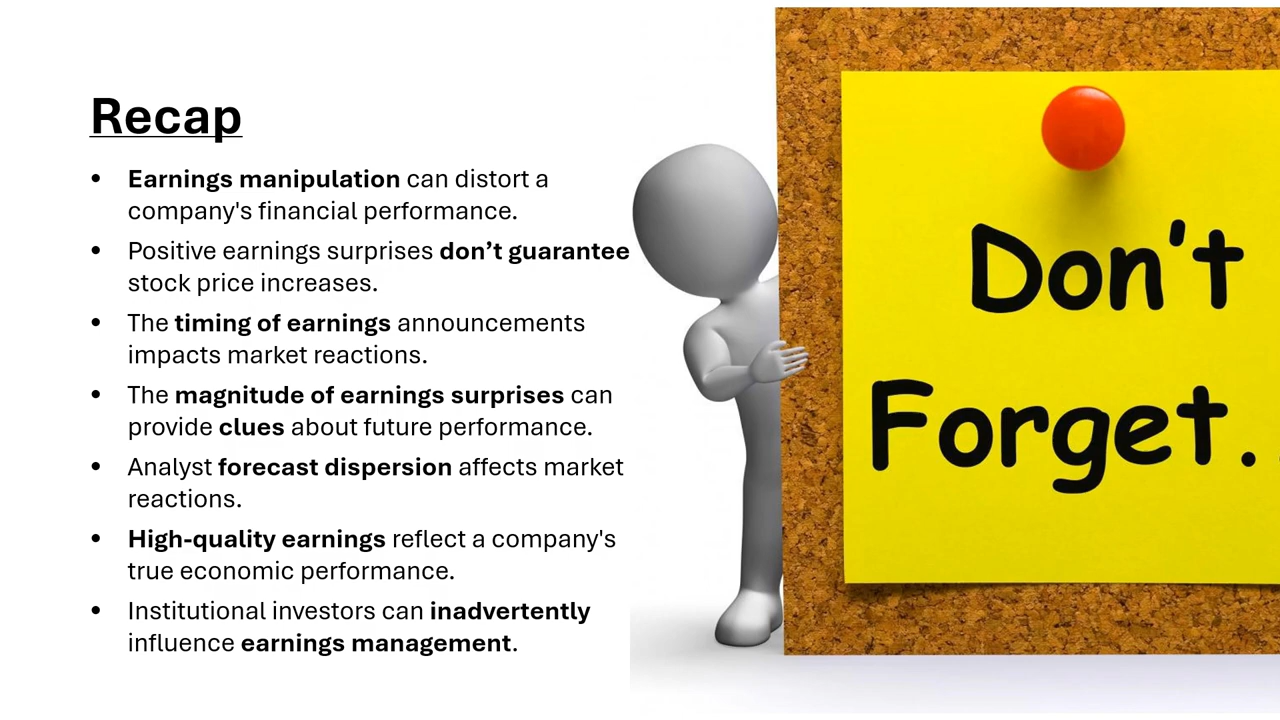 Recap
• Earnings manipulation can distort a
company's financial performance.
• Positive earnings surprises don’t guarantee
stock price increases.
• The timing of earnings announcements
impacts market reactions.
• The magnitude of earnings surprises can
provide clues about future performance.
• Analyst forecast dispersion affects market
reactions.
• High-quality earnings reflect a company's
true economic performance.
• Institutional investors can inadvertently
influence earnings management.
Don't
Forget..